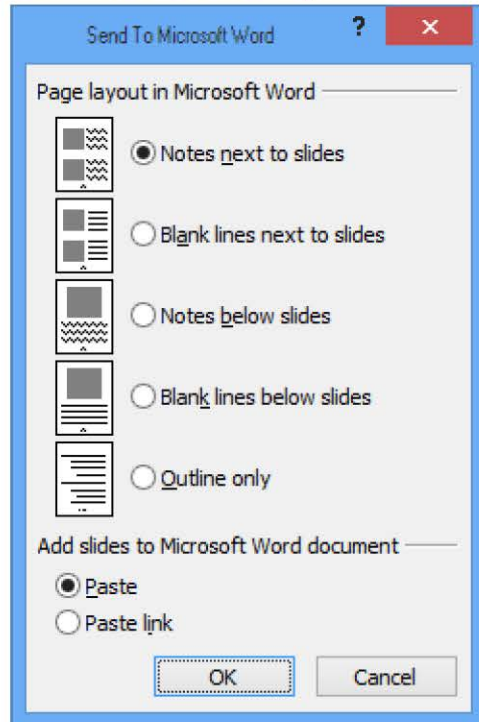 Send To Microsoft Word ? ×
Page layout in Microsoft Word
Notes next to slides
Blank lines next to slides
Notes below slides
Blank lines below slides
Outline only
Add slides to Microsoft Word document
Paste
Paste link
OK Cancel